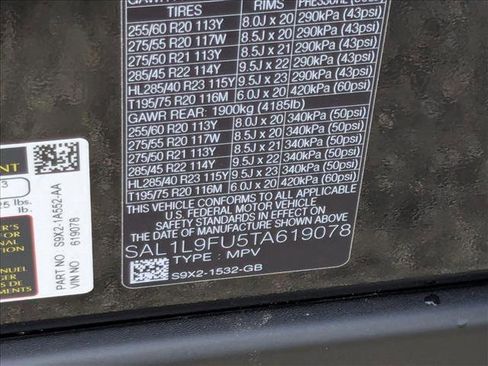 TIRES RIMS
255/60 R20 113Y 8.0J x 20 290kPa (43psi)
275/55 R20 117W 8.5J x 20 290kPa (43psi)
275/50 R21 113Y 8.5J x 21 290kPa (43psi)
285/45 R22 114Y 9.5J x 22 290kPa (43psi)
HL285/40 R23 115Y 9.5J x 23 290kPa (43psi)
T195/75 R20 116M 6.0J x 20 420kPa (60psi)
GAWR REAR: 1900kg (4185lb)
255/60 R20 113Y 8.0J x 20 340kPa (50psi)
275/55 R20 117W 8.5J x 20 340kPa (50psi)
275/50 R21 113Y 8.5J x 21 340kPa (50psi)
285/45 R22 114Y 9.5J x 22 340kPa (50psi)
HL285/40 R23 115Y 9.5J x 23 340kPa (50psi)
T195/75 R20 116M 6.0J x 20 420kPa (60psi)
THIS VEHICLE CONFORMS TO ALL APPLICABLE
U.S. FEDERAL MOTOR VEHICLE
SAFETY STANDARDS IN EFFECT ON THE
DATE OF MANUFACTURE SHOWN ABOVE
SAL1L9FU5TA619078
TYPE : MPV
S9X2-1532-GB
PART NO S9X2-1A552-AA
VIN NO 619078
3
lbs.
lb.